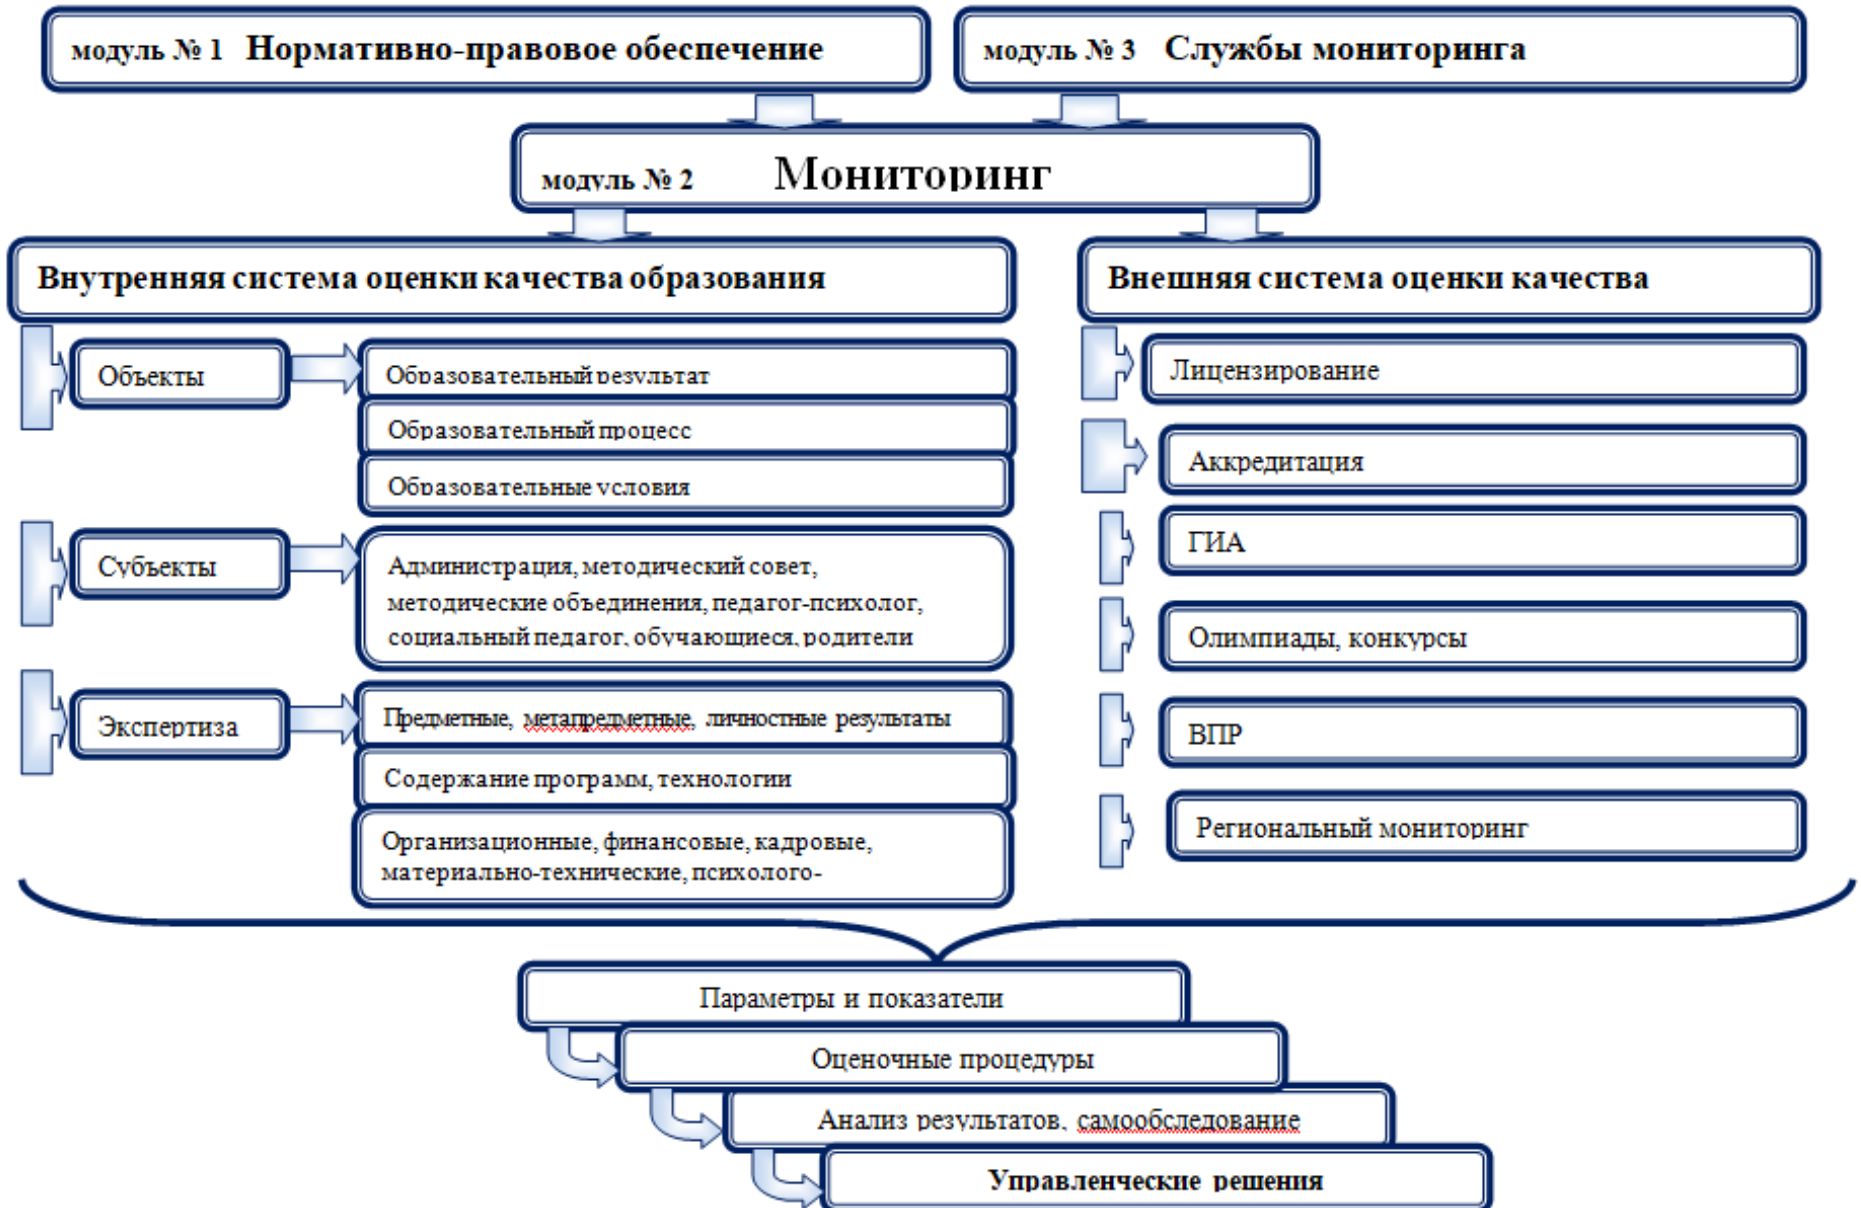 модуль № 1 Нормативно-правовое обеспечение
модуль № 3 Службы мониторинга
модуль № 2 Мониторинг
Внутренняя система оценки качества образования
Объекты
Образовательный результат
Образовательный процесс
Образовательные условия
Субъекты
Администрация, методический совет,
методические объединения, педагог-психолог,
социальный педагог, обучающиеся, родители
Экспертиза
Предметные, метапредметные, личностные результаты
Содержание программ, технологии
Организационные, финансовые, кадровые,
материально-технические, психолого-
Внешняя система оценки качества
Лицензирование
Аккредитация
ГИА
Олимпиады, конкурсы
ВПР
Региональный мониторинг
Параметры и показатели
Оценочные процедуры
Анализ результатов, самообследование
Управленческие решения